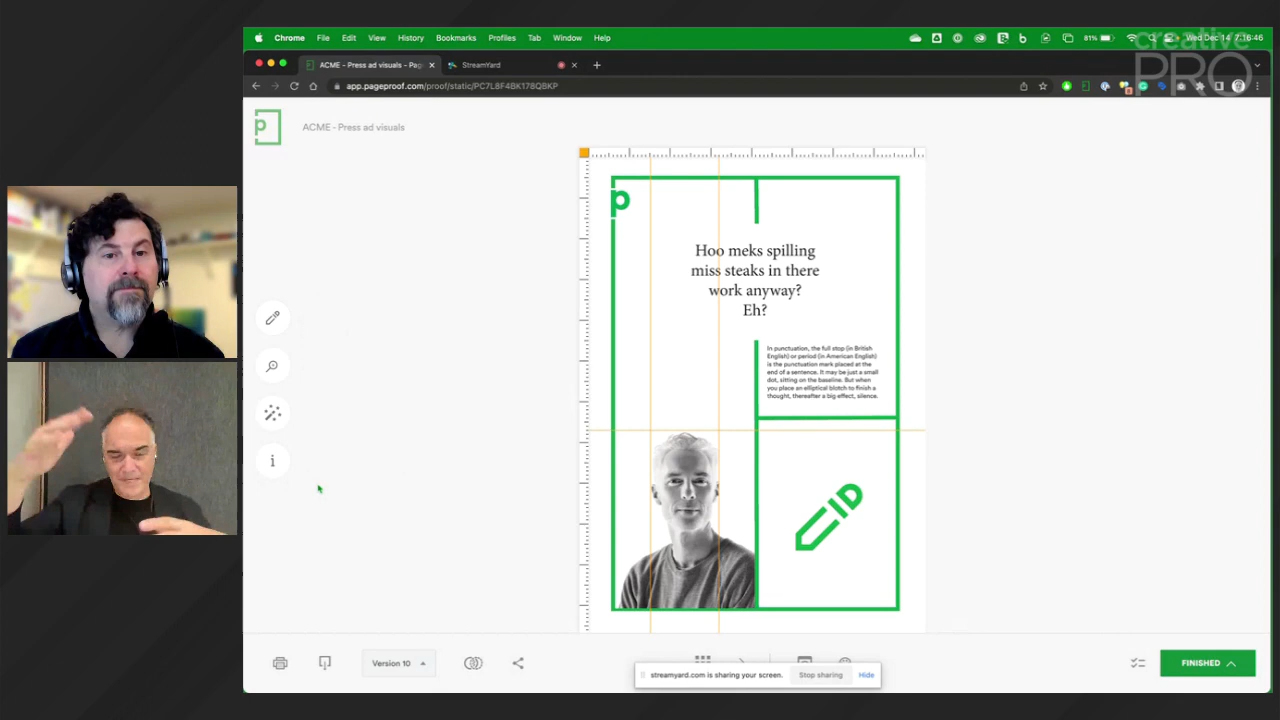 Chrome File Edit View History Bookmarks Profiles Tab Window Help 81% Wed Dec 14 7:16:46
creative PRO
ACME - Press ad visuals - Pag StreamYard
app.pageproof.com/proof/static/PC7L8F4BK178QBKP
p ACME - Press ad visuals
p
Hoo meks spilling
miss steaks in there
work anyway?
Eh?
In punctuation, the full stop (in British
English) or period (in American English)
is the punctuation mark placed at the
end of a sentence. It may be just a small
dot, sitting on the baseline. But when
you place an elliptical blotch to finish a
thought, thereafter a big effect, silence.
i
Version 10
FINISHED
streamyard.com is sharing your screen. Stop sharing Hide